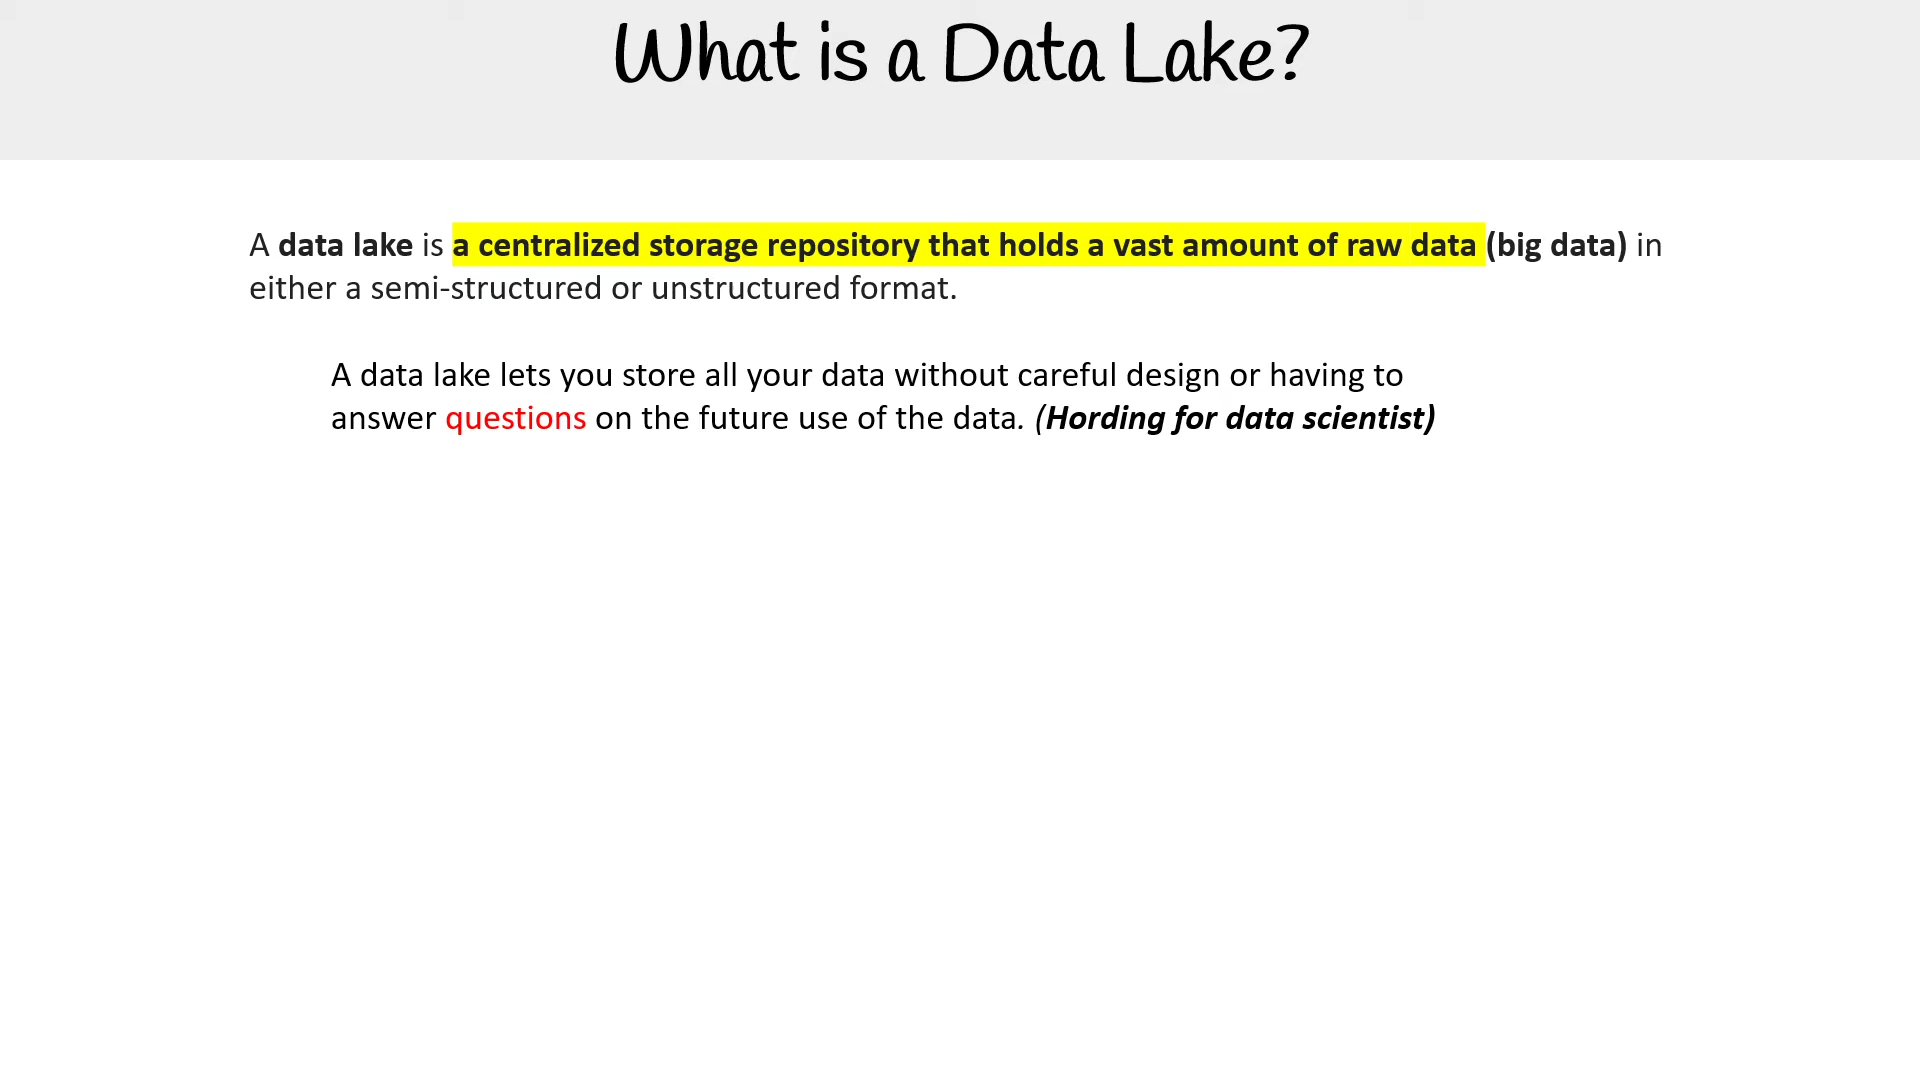 What is a Data Lake?
A data lake is a centralized storage repository that holds a vast amount of raw data (big data) in
either a semi-structured or unstructured format.
A data lake lets you store all your data without careful design or having to
answer questions on the future use of the data. (Hording for data scientist)